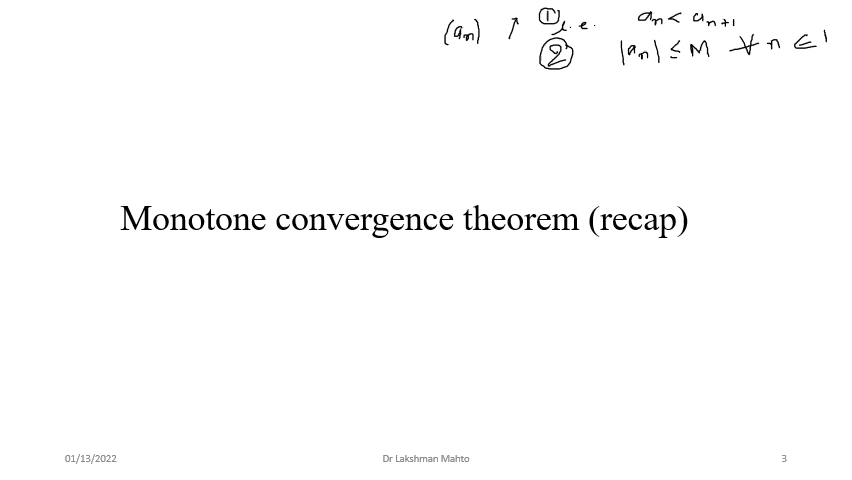 (aₙ) ↑ ① i.e. aₙ < aₙ₊₁
② |aₙ| ≤ M ∀ n ∈
Monotone convergence theorem (recap)
01/13/2022 Dr Lakshman Mahto 3